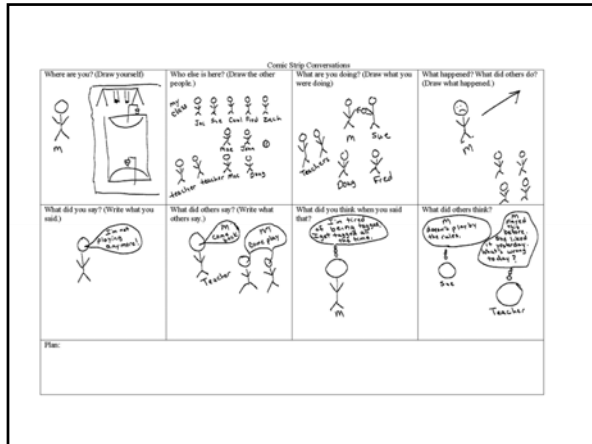 Comic Strip Conversations
Where are you? (Draw yourself)
M
Who else is here? (Draw the other
people.)
my
class
Joe Sue Carol Fred Zach
Moe John
teacher teacher Mac Doug
What are you doing? (Draw what you
were doing)
M Sue
Teachers
Doug Fred
What happened? What did others do?
(Draw what happened.)
M
What did you say? (Write what you
said.)
I'm not
playing
anymore!
M
What did others say? (Write what
others say.)
M
Come back
M
Dont play
Teacher
What did you think when you said
that?
I'm tired
of being tagged.
I get tagged all
the time.
M
What did others think?
M
doesn't play by
the rules.
Sue
M
played
this
before.
She liked
it yesterday.
What's wrong
today?
Teacher
Plan: